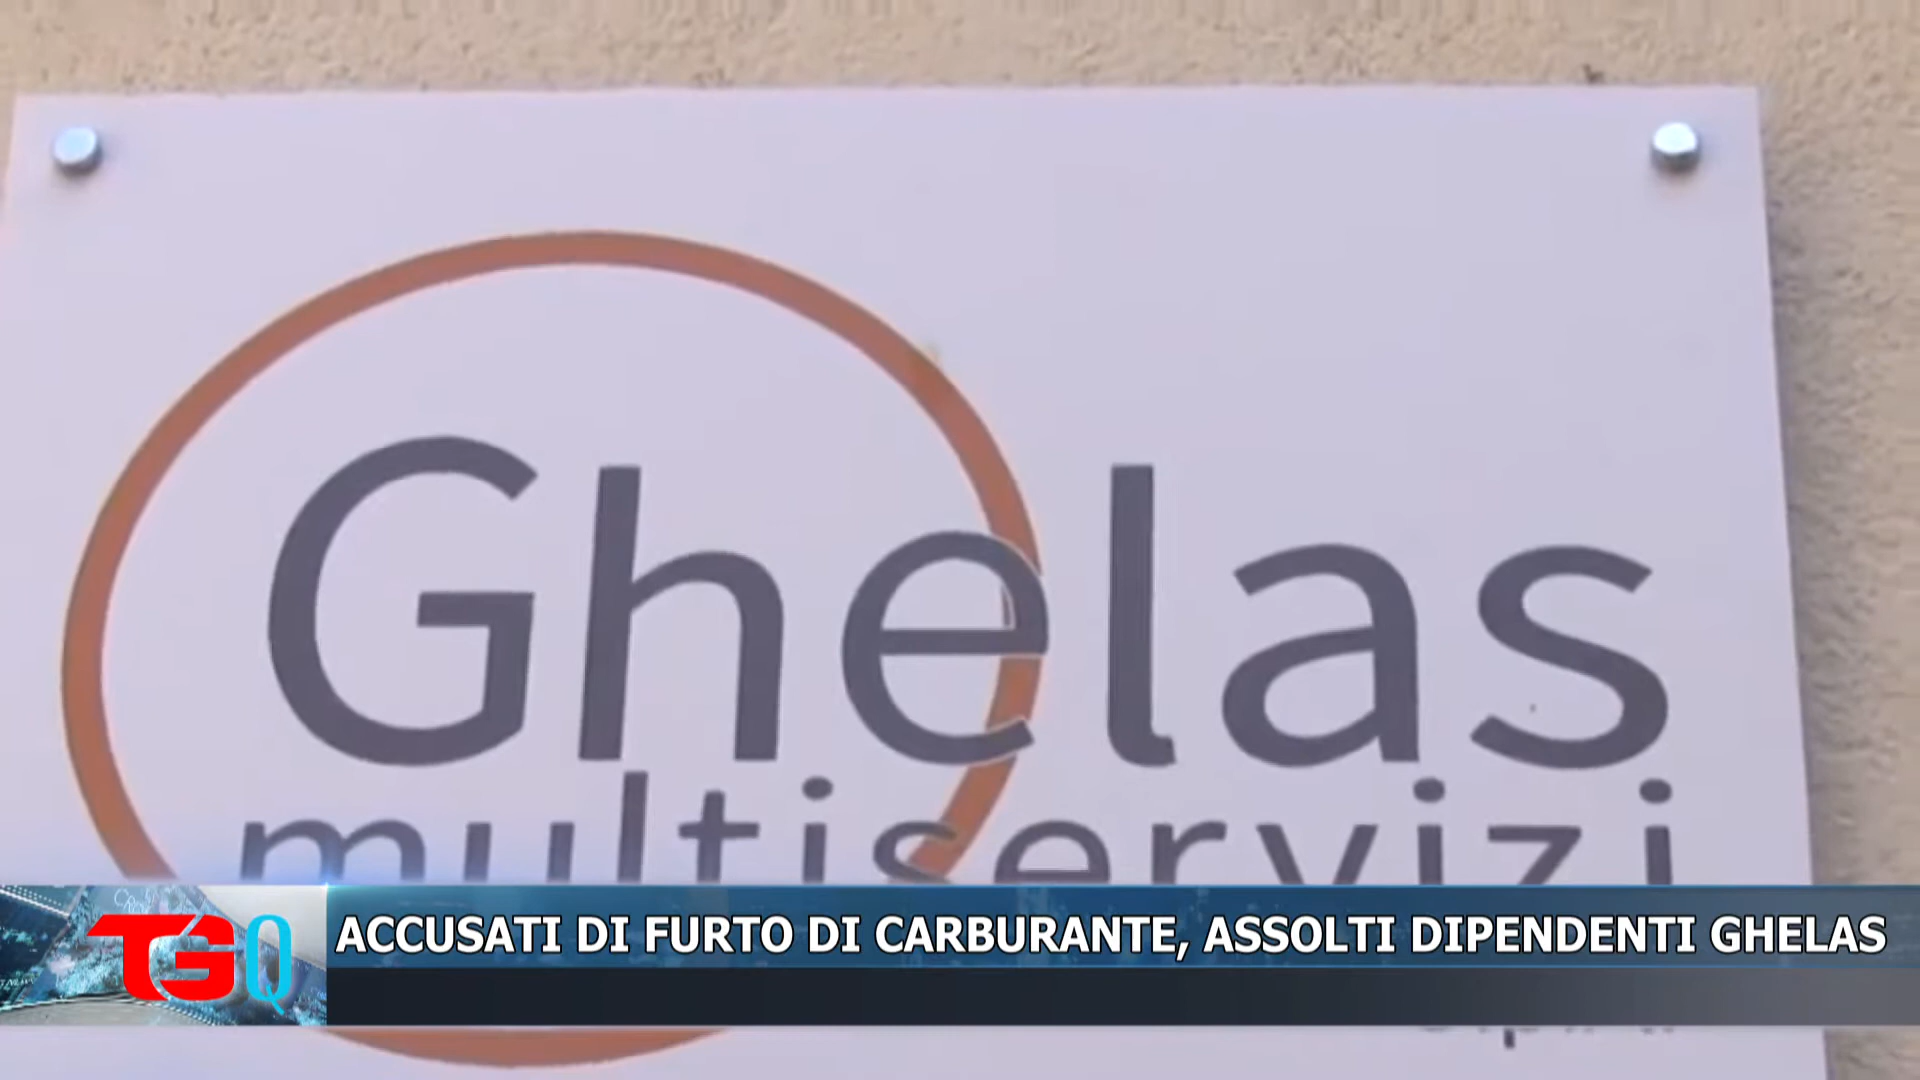 Ghelas
multiservizi
TGQ
ACCUSATI DI FURTO DI CARBURANTE, ASSOLTI DIPENDENTI GHELAS